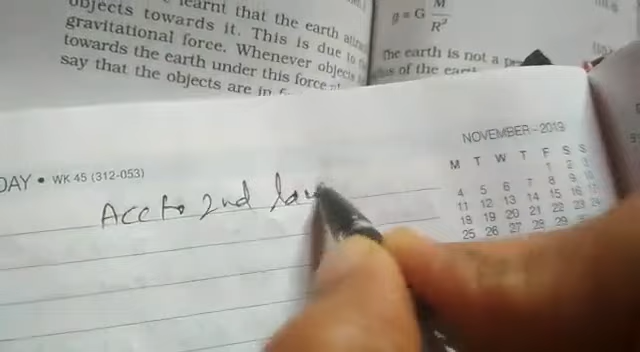 learnt that the earth
objects towards it. This is due to
gravitational force. Whenever objects
towards the earth under this force
say that the objects are in
g = G M
R²
the earth is not a
of the
DAY • WK 45 (312-053)
Acc to 2nd law
NOVEMBER - 2019
M T W T F S S
1 2 3
4 5 6 7 8 9 10
11 12 13 14 15 16 17
18 19 20 21 22 23 24
25 26 27 28 29